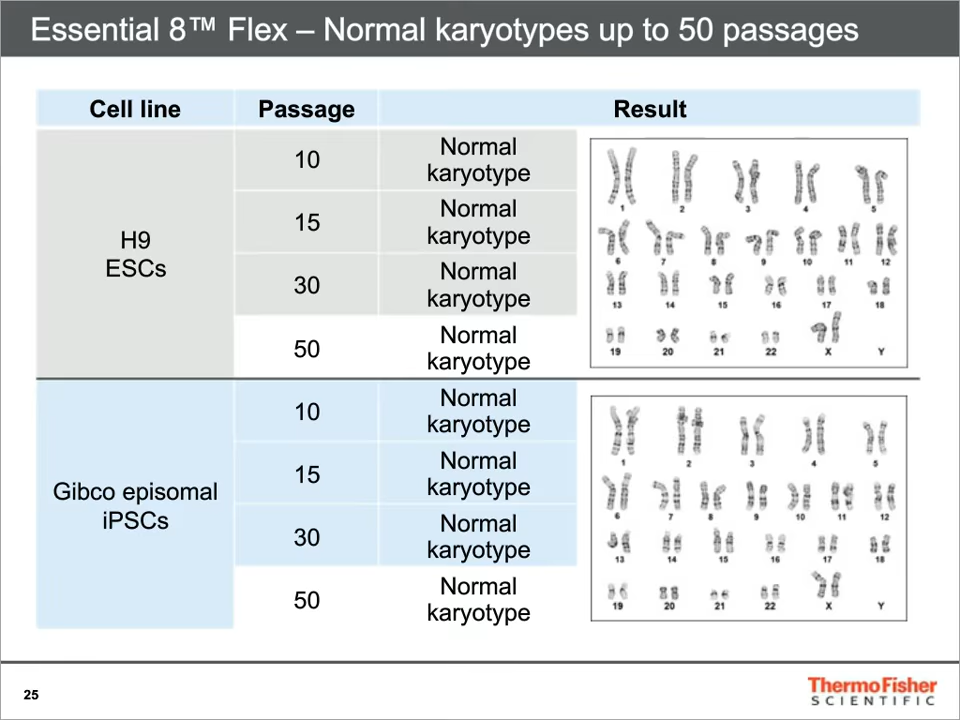 Essential 8™ Flex – Normal karyotypes up to 50 passages
Cell line Passage Result
H9
ESCs
10 Normal
karyotype
15 Normal
karyotype
30 Normal
karyotype
50 Normal
karyotype
1 2 3 4 5
6 7 8 9 10 11 12
13 14 15 16 17 18
19 20 21 22 X Y
Gibco episomal
iPSCs
10 Normal
karyotype
15 Normal
karyotype
30 Normal
karyotype
50 Normal
karyotype
1 2 3 4 5
6 7 8 9 10 11 12
13 14 15 16 17 18
19 20 21 22 X Y
25
ThermoFisher
SCIENTIFIC